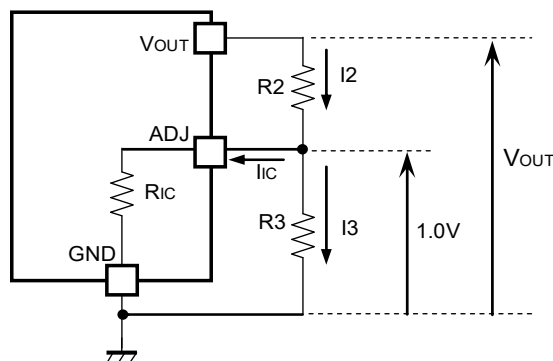 VOUT
R2
I2
ADJ
IIC
VOUT
RIC
R3
I3
1.0V
GND